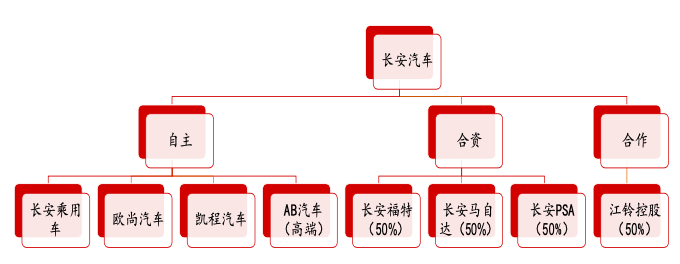 长安汽车
自主
合资
合作
长安乘用
车
欧尚汽车
凯程汽车
AB汽车
（高端）
长安福特
（50%）
长安马自
达（50%）
长安PSA
（50%）
江铃控股
（50%）